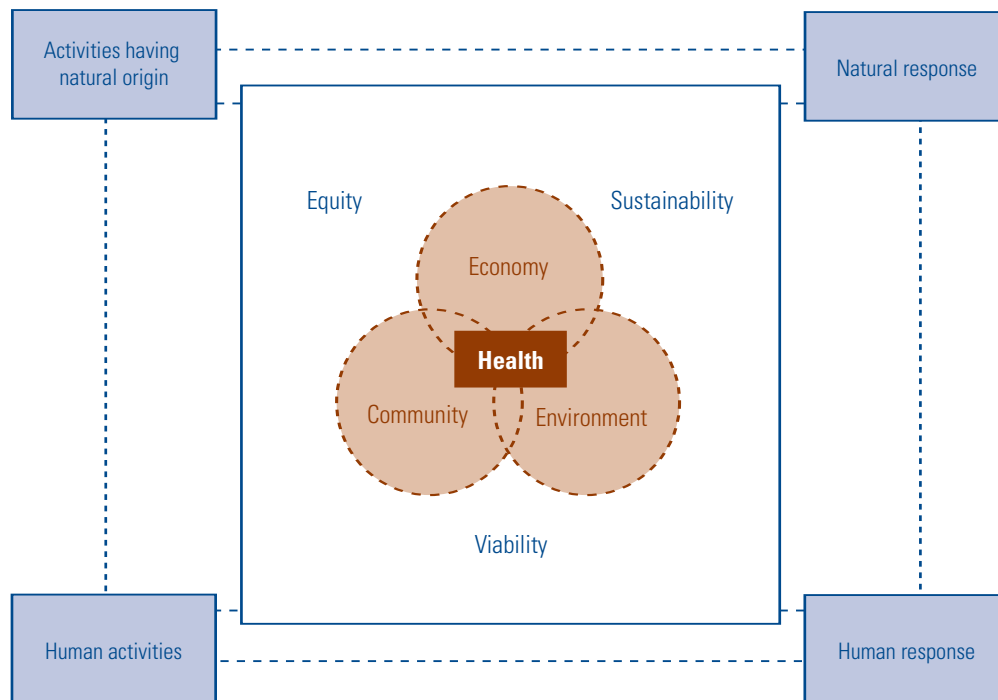 Activities having
natural origin
Natural response
Equity
Sustainability
Economy
Health
Community
Environment
Viability
Human activities
Human response